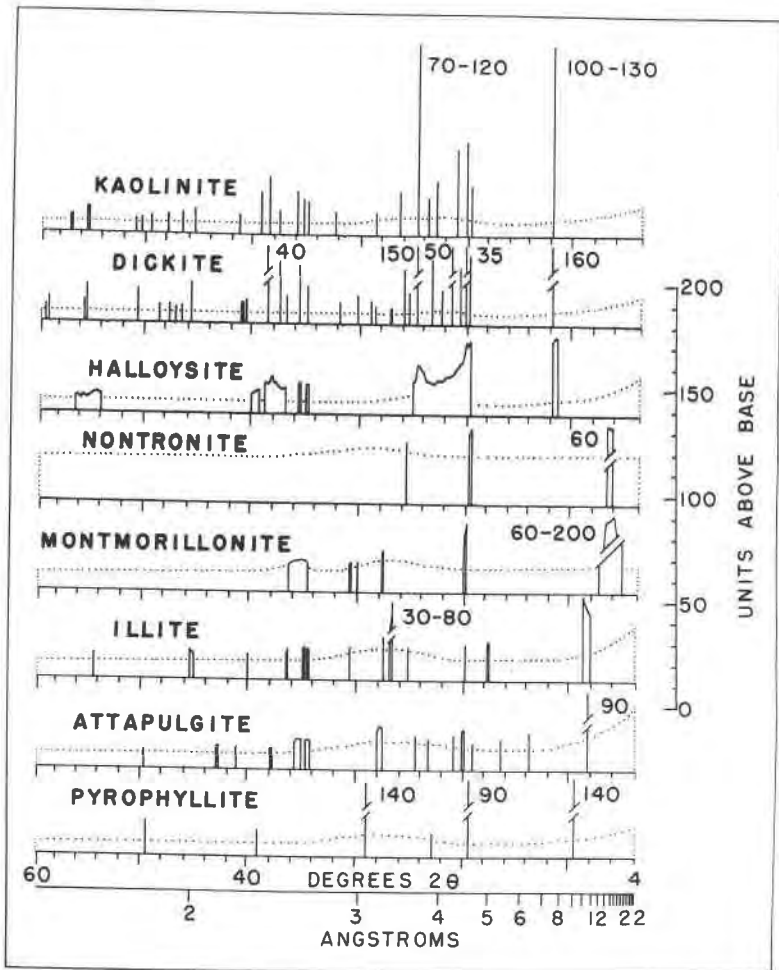 70-120
100-130
KAOLINITE
DICKITE
40
150
50
35
160
200
HALLOYSITE
150
NONTRONITE
60
100
MONTMORILLONITE
60-200
UNITS ABOVE BASE
ILLITE
30-80
50
ATTAPULGITE
90
0
PYROPHYLLITE
140
90
140
60
40
DEGREES 2θ
4
2
3
4
5
6
8
12
22
ANGSTROMS